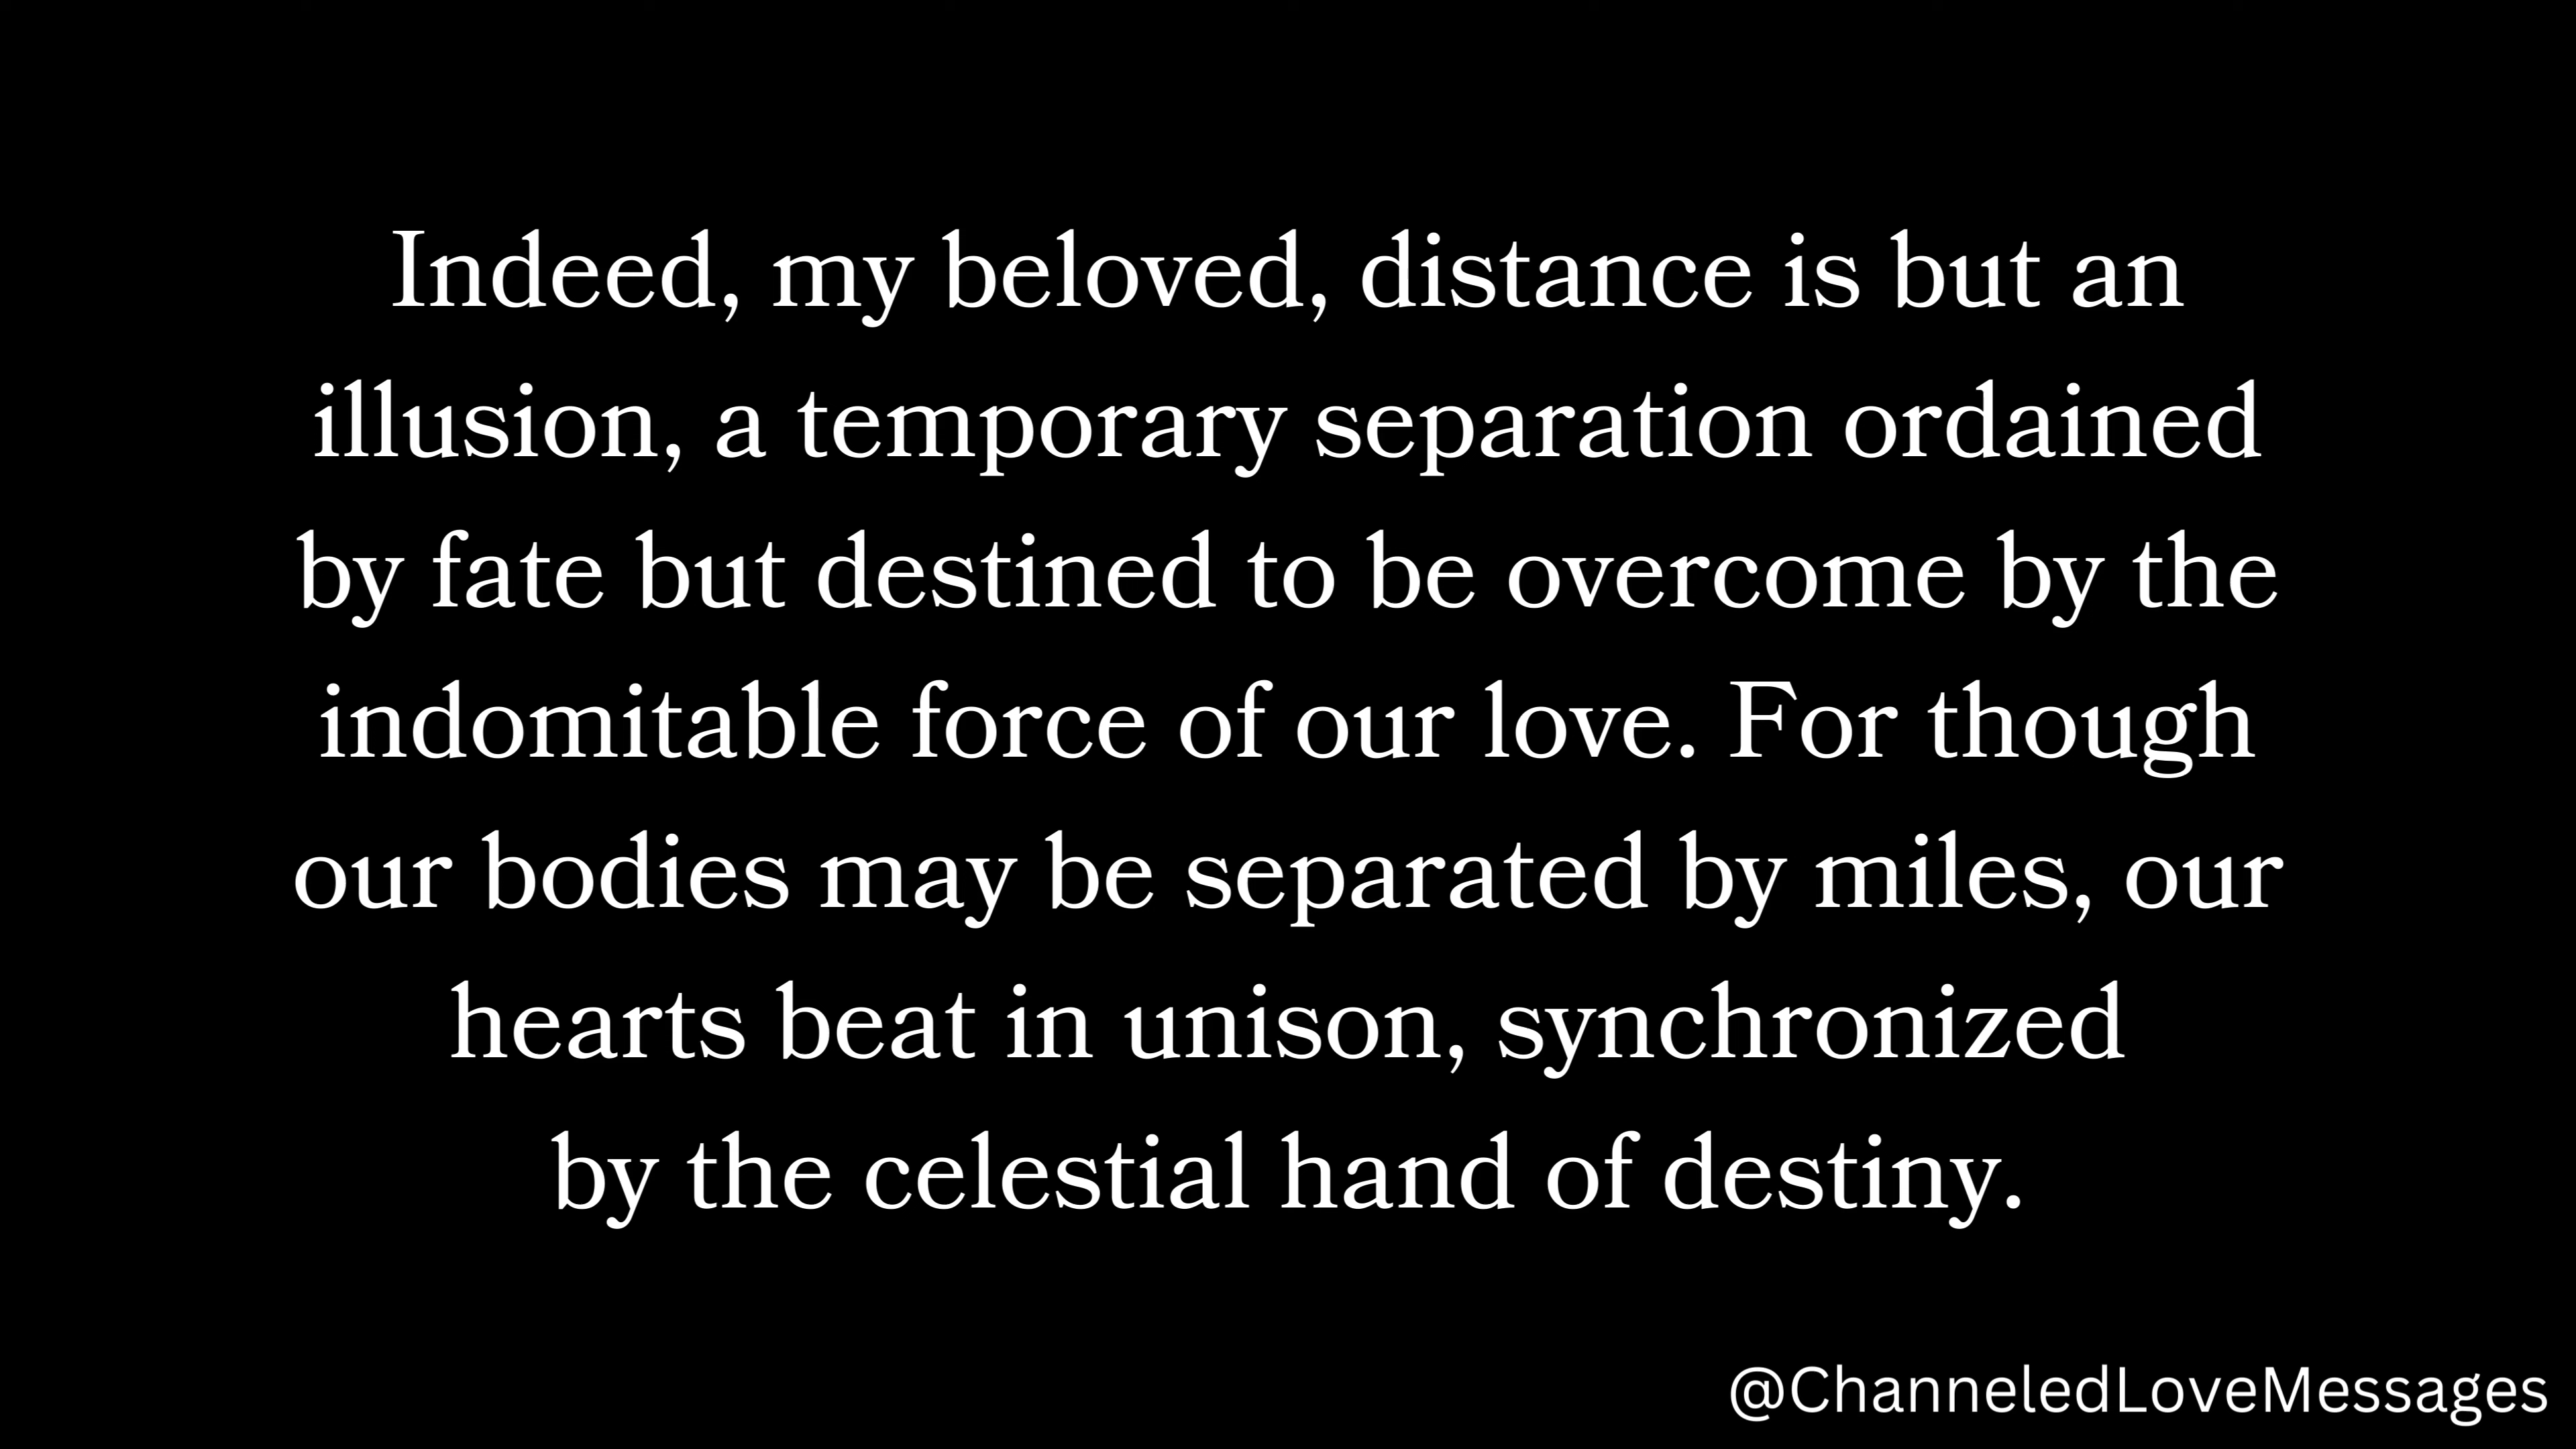 Indeed, my beloved, distance is but an
illusion, a temporary separation ordained
by fate but destined to be overcome by the
indomitable force of our love. For though
our bodies may be separated by miles, our
hearts beat in unison, synchronized
by the celestial hand of destiny.
@ChanneledLoveMessages